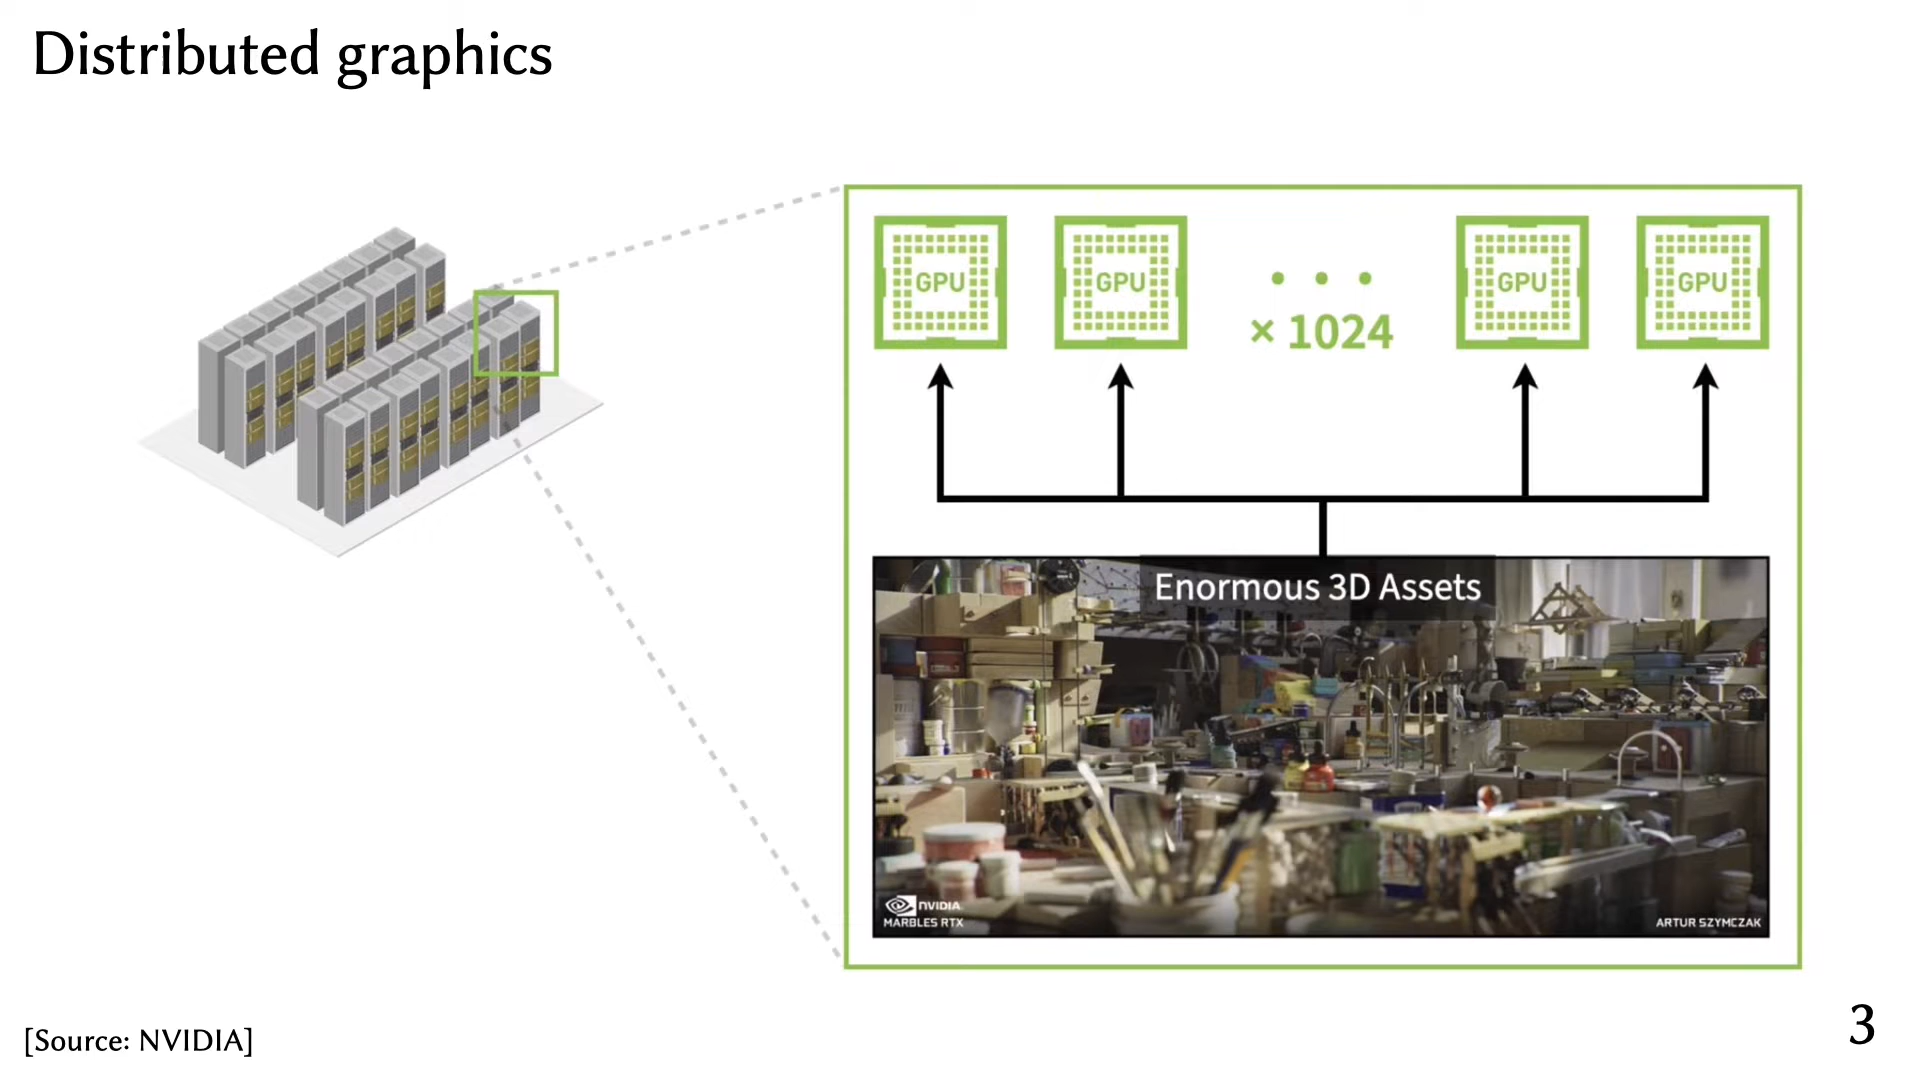 Distributed graphics
GPU
GPU
GPU
GPU
× 1024
Enormous 3D Assets
NVIDIA
MARBLES RTX
ARTUR SZYMCZAK
[Source: NVIDIA]
3